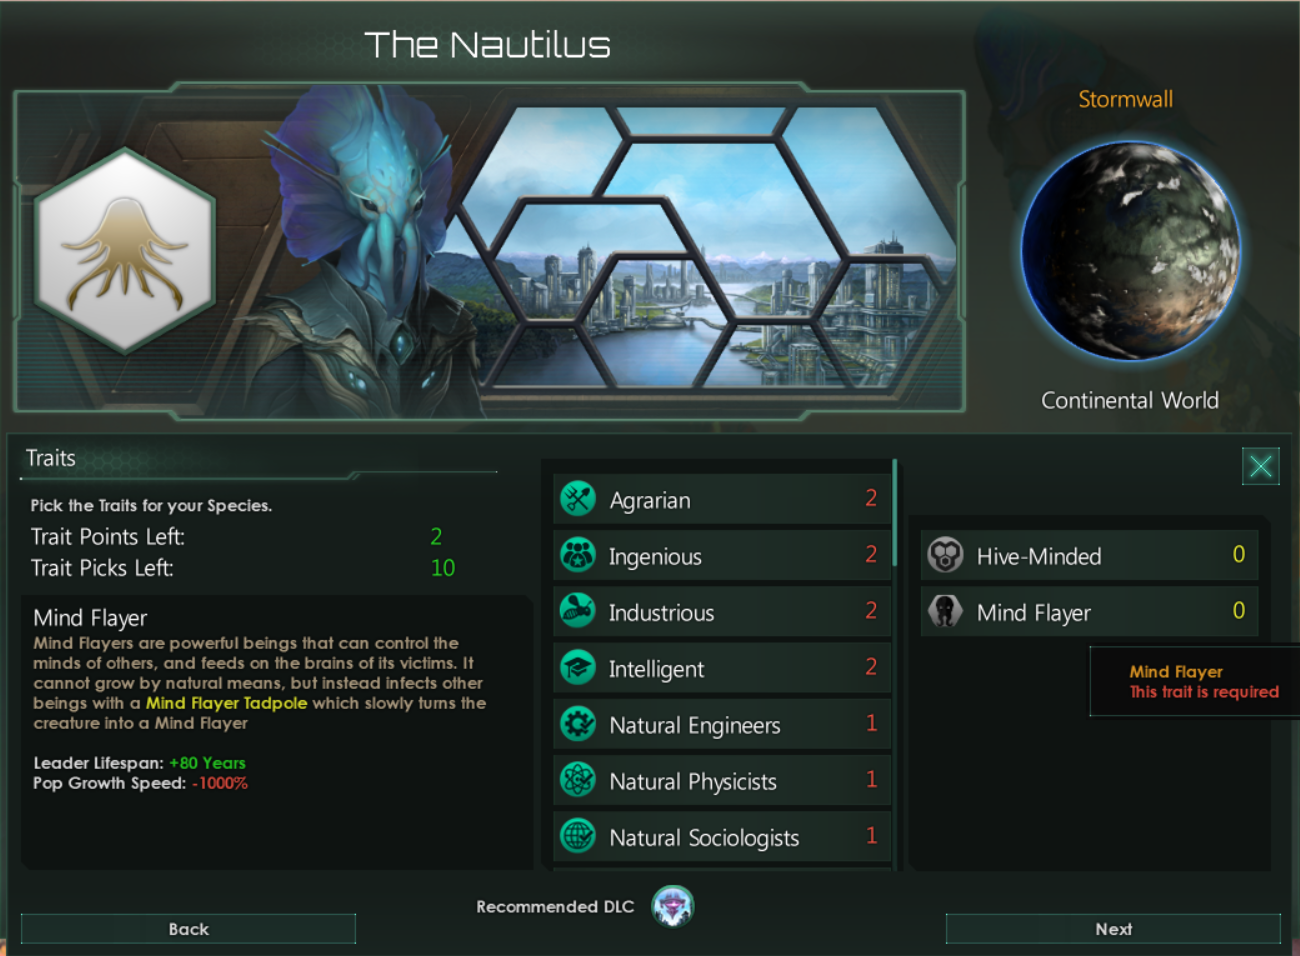 The Nautilus
Stormwall
Continental World
Traits
Pick the Traits for your Species.
Trait Points Left: 2
Trait Picks Left: 10
Mind Flayer
Mind Flayers are powerful beings that can control the
minds of others, and feeds on the brains of its victims. It
cannot grow by natural means, but instead infects other
beings with a Mind Flayer Tadpole which slowly turns the
creature into a Mind Flayer
Leader Lifespan: +80 Years
Pop Growth Speed: -1000%
Agrarian 2
Ingenious 2
Industrious 2
Intelligent 2
Natural Engineers 1
Natural Physicists 1
Natural Sociologists 1
Hive-Minded 0
Mind Flayer 0
Mind Flayer
This trait is required
Recommended DLC
Back
Next